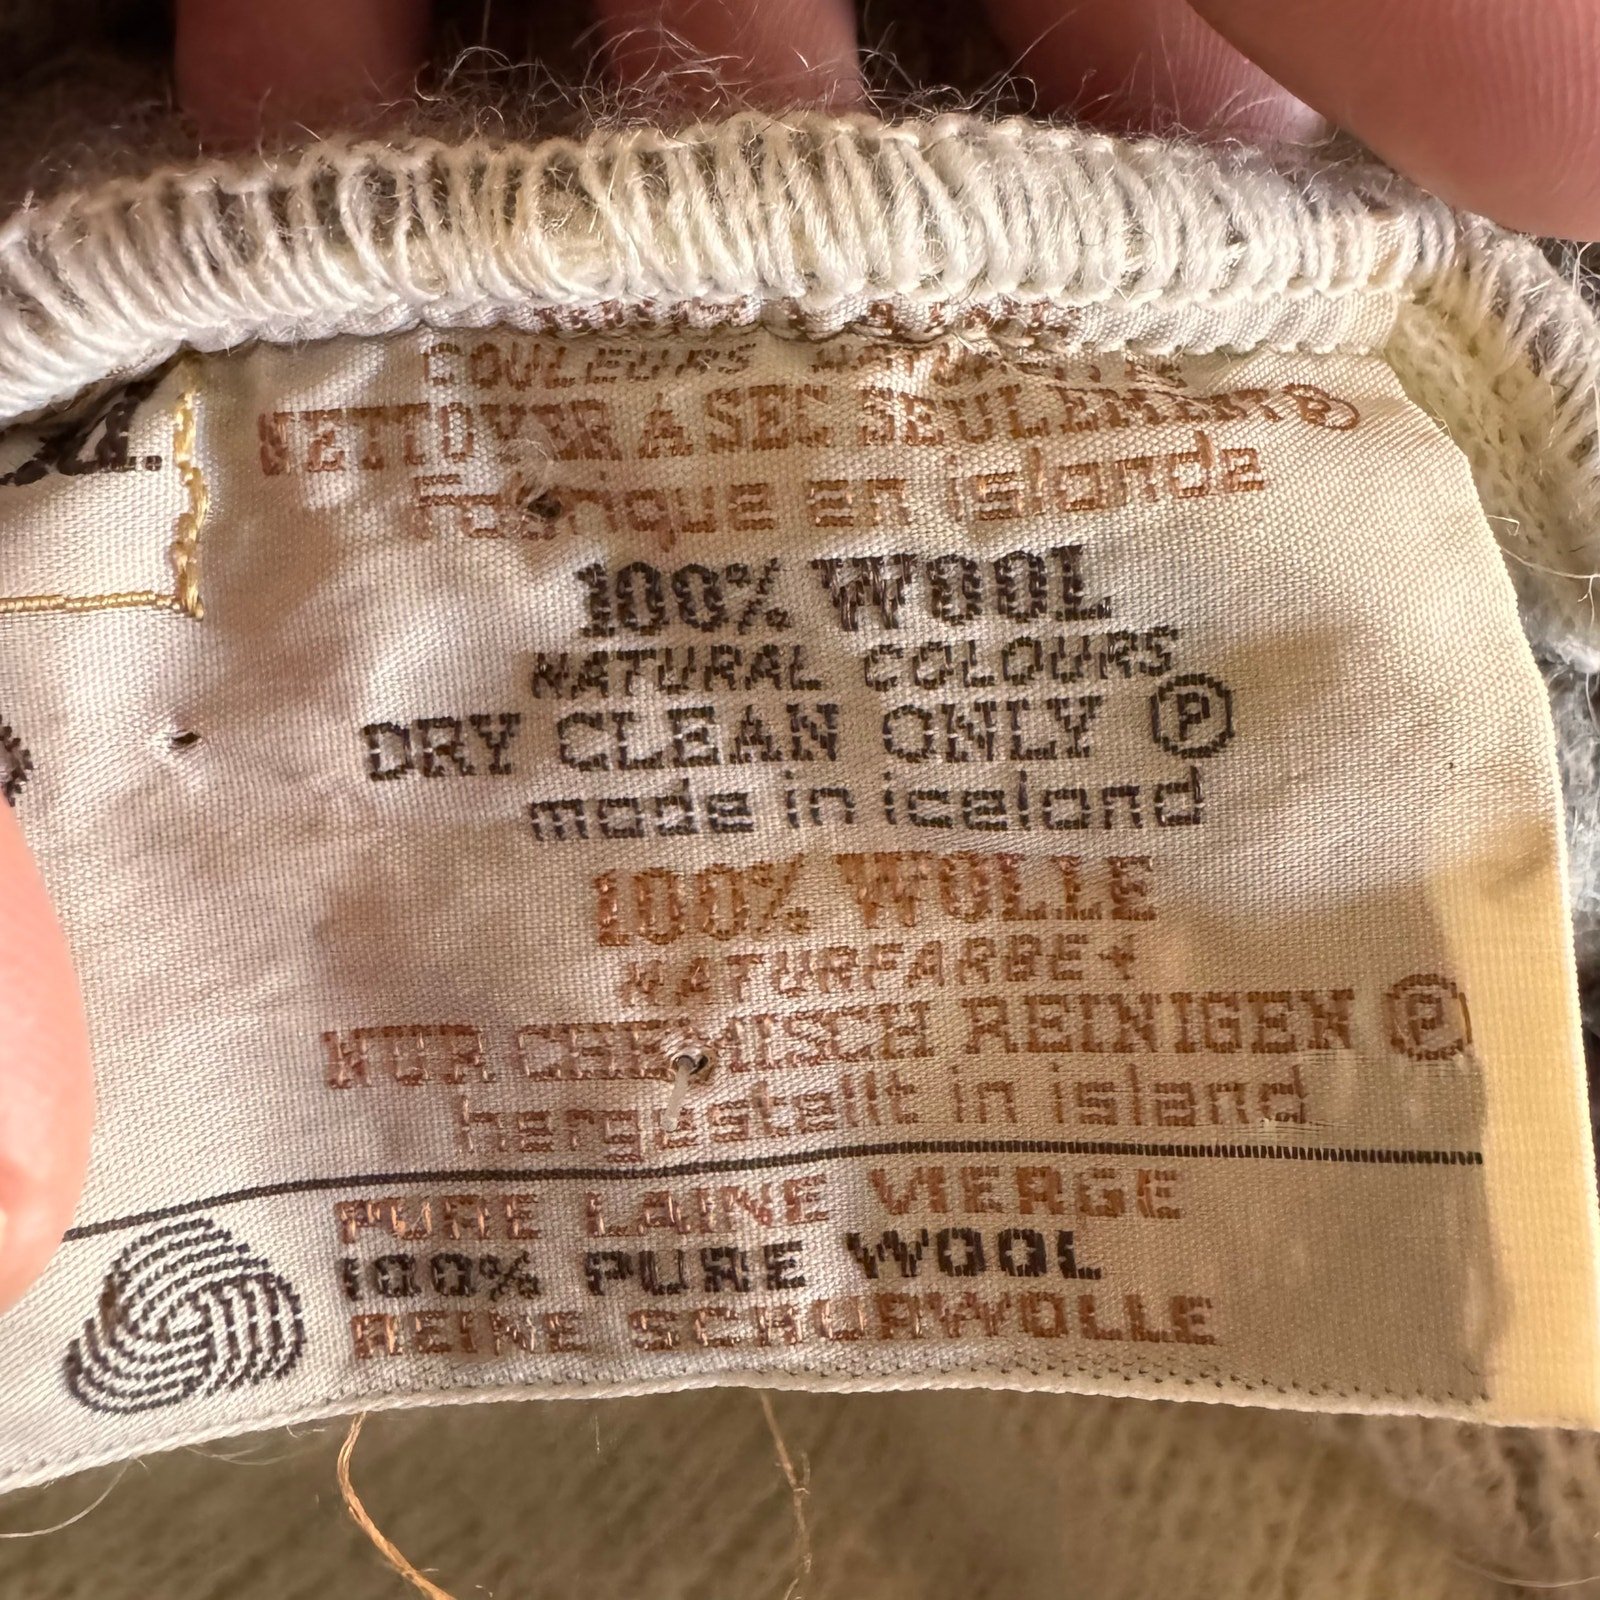 COULEURS NATURELLES
NETTOYER A SEC SEULEMENT Ⓟ
Fabriqué en islande
100% WOOL
NATURAL COLOURS
DRY CLEAN ONLY Ⓟ
made in iceland
100% WOLLE
NATURFARBE+
NUR CHEMISCH REINIGEN Ⓟ
hergestellt in island
PURE LAINE VIERGE
100% PURE WOOL
REINE SCHURWOLLE